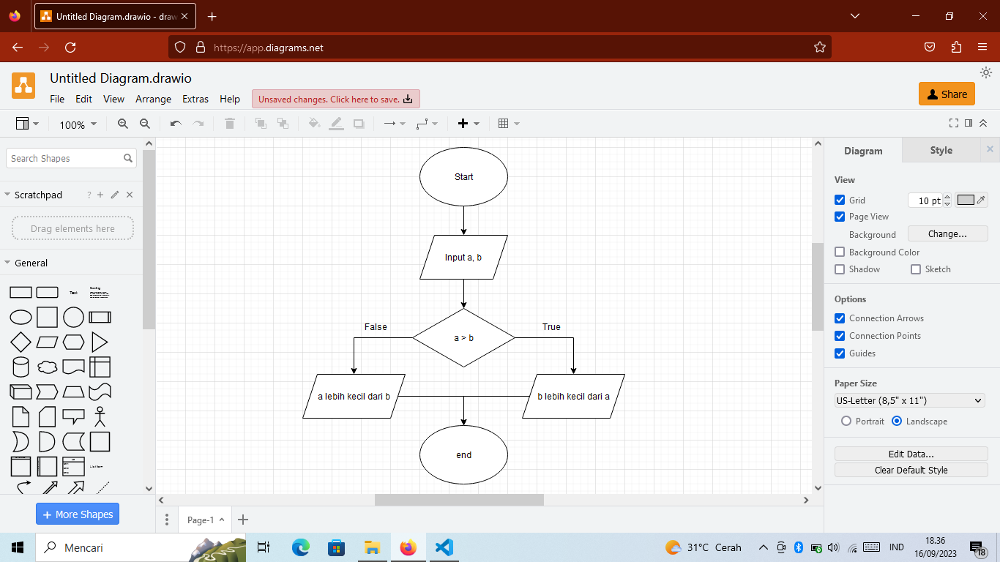 Untitled Diagram.drawio - draw
https://app.diagrams.net
Untitled Diagram.drawio
File Edit View Arrange Extras Help
Unsaved changes. Click here to save.
Share
100%
Search Shapes
Scratchpad
?
Drag elements here
General
Text
Heading
List Item
More Shapes
Start
Input a, b
False
True
a > b
a lebih kecil dari b
b lebih kecil dari a
end
Page-1
Diagram
Style
View
Grid
10 pt
Page View
Background
Change...
Background Color
Shadow
Sketch
Options
Connection Arrows
Connection Points
Guides
Paper Size
US-Letter (8,5" x 11")
Portrait
Landscape
Edit Data...
Clear Default Style
Mencari
31°C Cerah
IND
18.36
16/09/2023
18